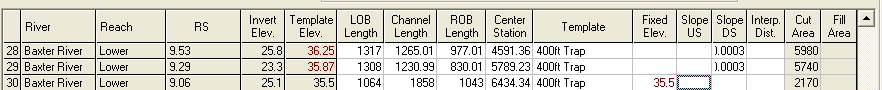 River Reach RS Invert Elev. Template Elev. LOB Length Channel Length ROB Length Center Station Template Fixed Elev. Slope US Slope DS Interp. Dist. Cut Area Fill Area
28 Baxter River Lower 9.53 25.8 36.25 1317 1265.01 977.01 4591.36 400ft Trap 0.0003 5980
29 Baxter River Lower 9.29 23.3 35.87 1308 1230.99 830.01 5789.23 400ft Trap 0.0003 5740
30 Baxter River Lower 9.06 25.1 35.5 1064 1858 1043 6434.34 400ft Trap 35.5 2170